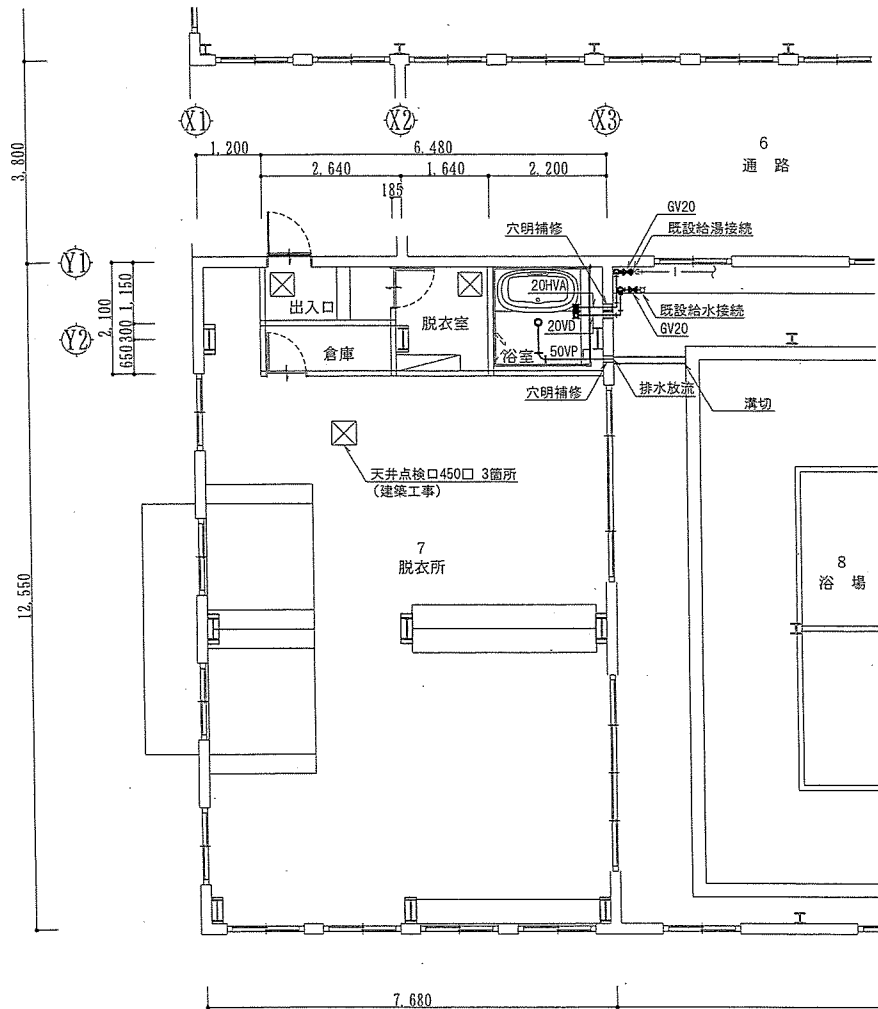 X1
X2
X3
6
通路
3,800
1,200
6,480
2,640
1,640
2,200
185
GV20
穴明補修
既設給湯接続
Y1
20HVA
出入口
脱衣室
既設給水接続
2,100
1,150
300
650
Y2
20VD
GV20
倉庫
浴室
50VP
穴明補修
排水放流
溝切
天井点検口450□ 3箇所
(建築工事)
7
脱衣所
8
浴場
12,550
7,680